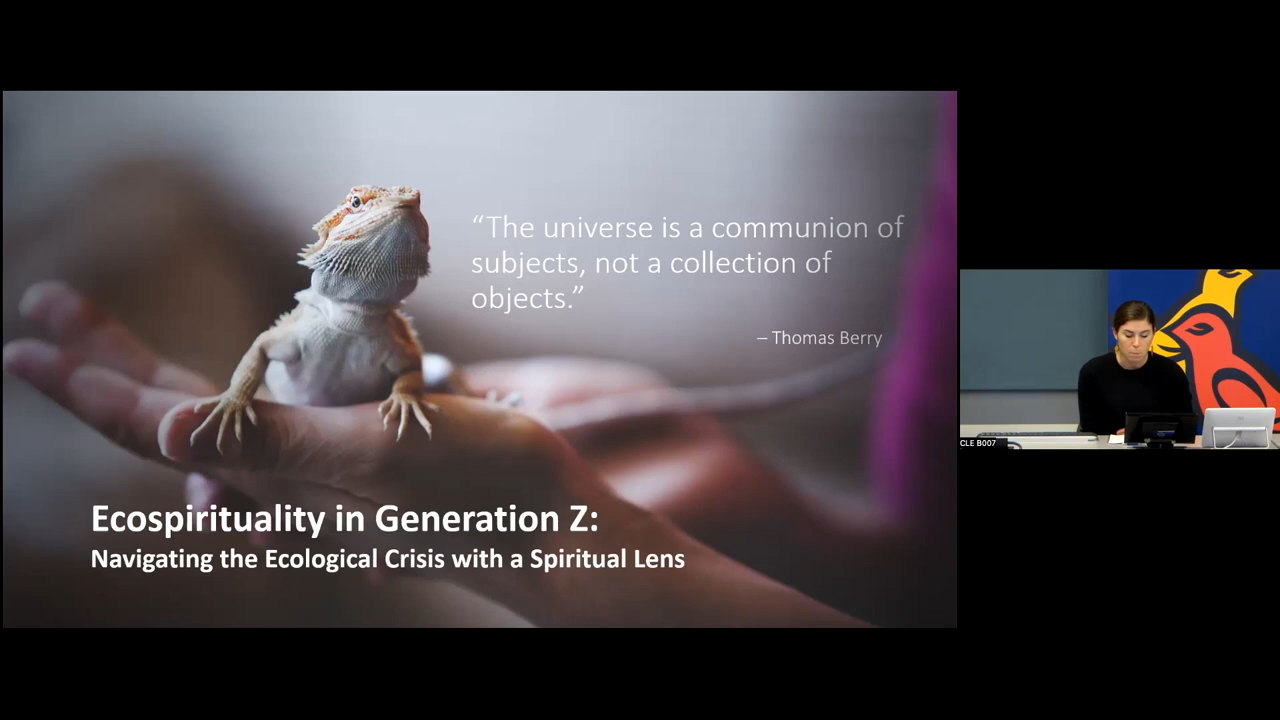 “The universe is a communion of
subjects, not a collection of
objects.”
– Thomas Berry
Ecospirituality in Generation Z:
Navigating the Ecological Crisis with a Spiritual Lens
CLE B007